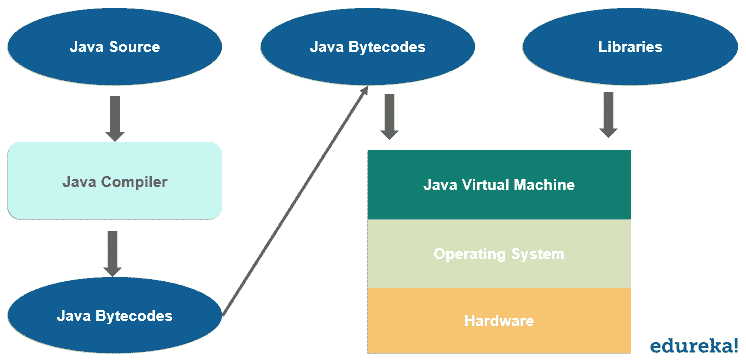 Java Source
Java Bytecodes
Libraries
Java Compiler
Java Virtual Machine
Operating System
Java Bytecodes
Hardware
edureka!